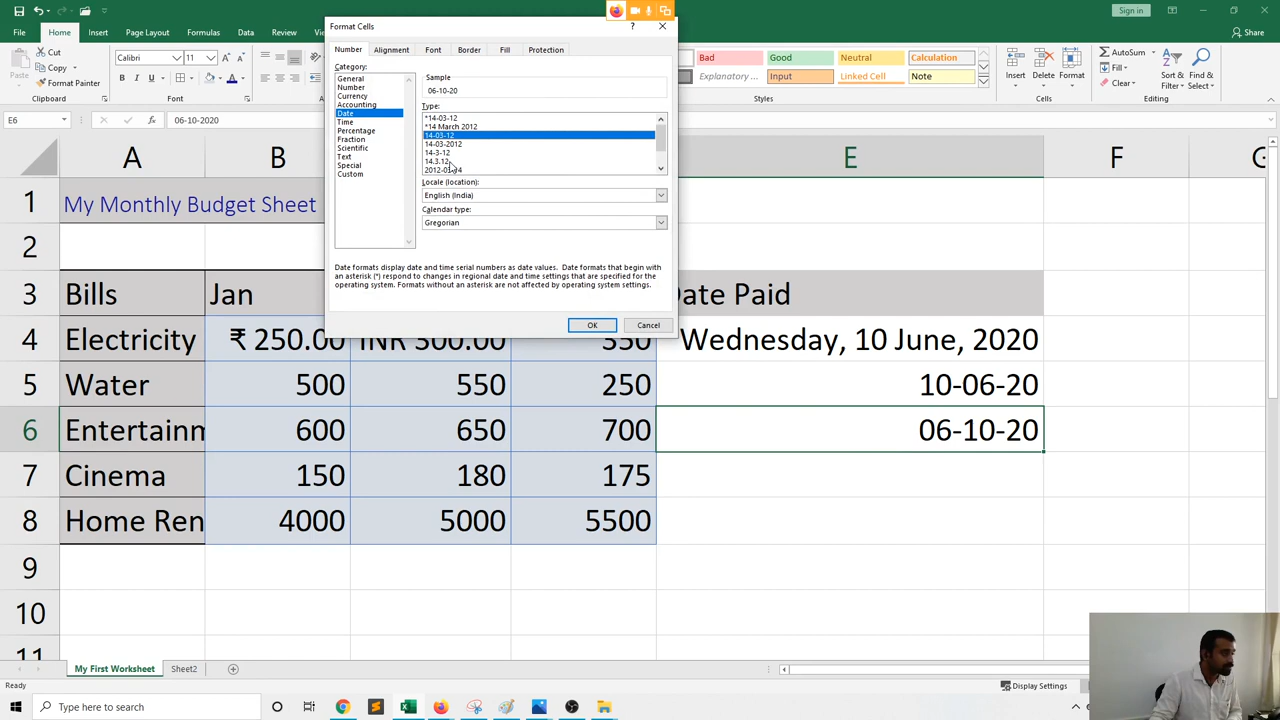 Sign in
Format Cells
File
Home
Insert
Page Layout
Formulas
Data
Review
Share
Cut
Copy
Paste
Format Painter
Clipboard
Calibri
11
B I U
Font
Number
Alignment
Font
Border
Fill
Protection
Category:
General
Number
Currency
Accounting
Date
Time
Percentage
Fraction
Scientific
Text
Special
Custom
Sample
06-10-20
Type:
*14-03-12
*14 March 2012
14-03-12
14-03-2012
14-3-12
14.3.12
Locale (location):
English (India)
Calendar type:
Gregorian
Date formats display date and time serial numbers as date values. Date formats that begin with
an asterisk (*) respond to changes in regional date and time settings that are specified for the
operating system. Formats without an asterisk are not affected by operating system settings.
OK
Cancel
Bad
Good
Neutral
Calculation
Explanatory ...
Input
Linked Cell
Note
Styles
Insert
Delete
Format
Cells
AutoSum
Fill
Clear
Sort &
Filter
Find &
Select
Editing
E6
fx
06-10-2020
A B E F
1 My Monthly Budget Sheet
2
3 Bills Jan Date Paid
4 Electricity ₹ 250.00 INR 300.00 350 Wednesday, 10 June, 2020
5 Water 500 550 250 10-06-20
6 Entertainm 600 650 700 06-10-20
7 Cinema 150 180 175
8 Home Ren 4000 5000 5500
9
10
11
My First Worksheet
Sheet2
Ready
Display Settings
Type here to search